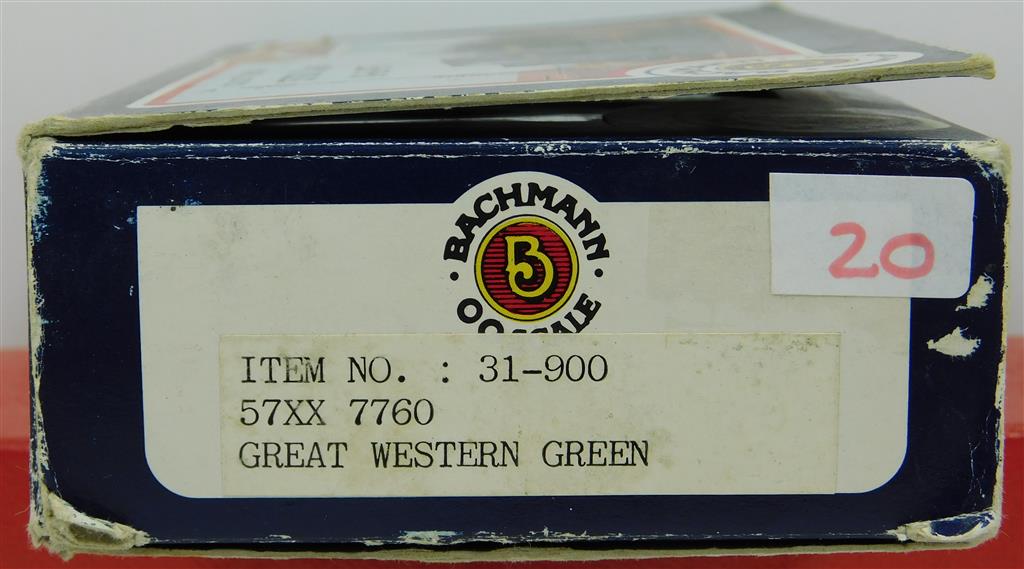 BACHMANN
OO SCALE
B
20
ITEM NO. : 31-900
57XX 7760
GREAT WESTERN GREEN